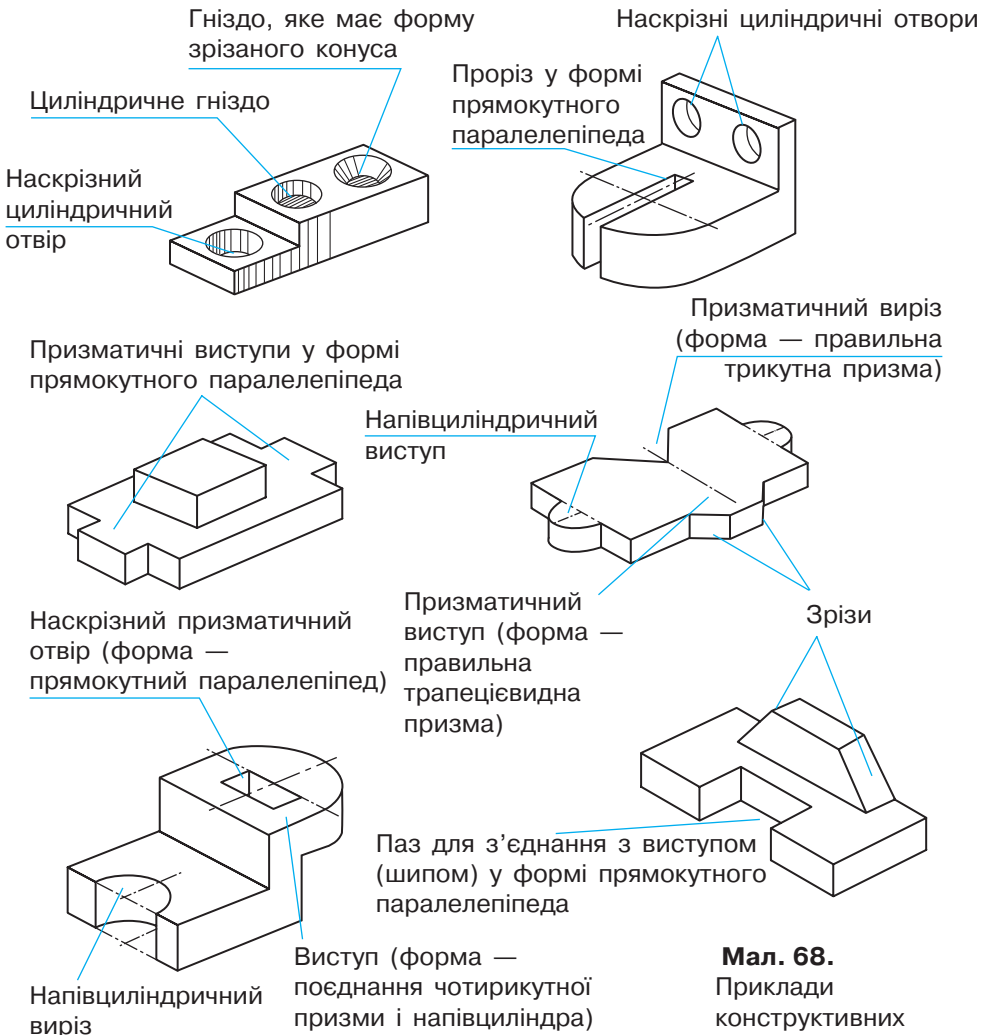 Гніздо, яке має форму
зрізаного конуса
Наскрізні циліндричні отвори
Циліндричне гніздо
Проріз у формі
прямокутного
паралелепіпеда
Наскрізний
циліндричний
отвір
Призматичні виступи у формі
прямокутного паралелепіпеда
Призматичний виріз
(форма — правильна
трикутна призма)
Напівциліндричний
виступ
Наскрізний призматичний
отвір (форма —
прямокутний паралелепіпед)
Призматичний
виступ (форма —
правильна
трапецієвидна
призма)
Зрізи
Паз для з’єднання з виступом
(шипом) у формі прямокутного
паралелепіпеда
Напівциліндричний
виріз
Виступ (форма —
поєднання чотирикутної
призми і напівциліндра)
Мал. 68.
Приклади
конструктивних